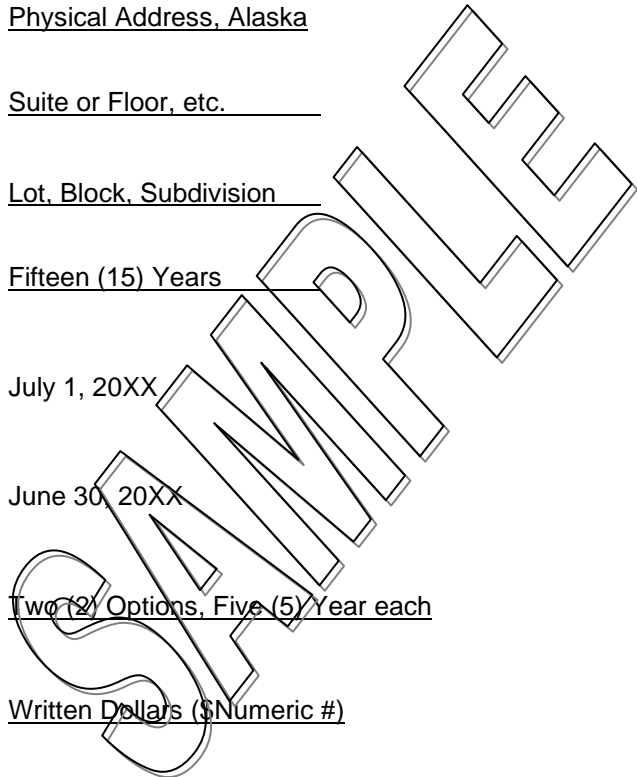 Physical Address, Alaska
Suite or Floor, etc.
Lot, Block, Subdivision
Fifteen (15) Years
July 1, 20XX
June 30, 20XX
Two (2) Options, Five (5) Year each
Written Dollars ($Numeric #)
SAMPLE